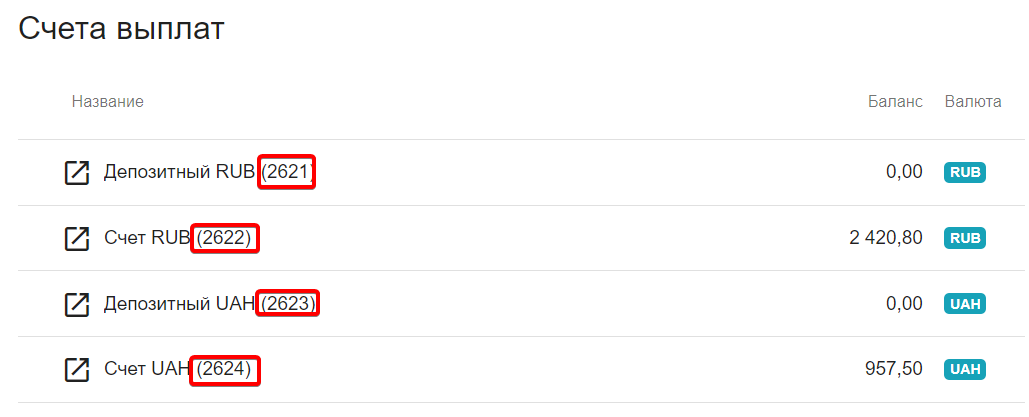 Счета выплат
Название Баланс Валюта
Депозитный RUB (2621) 0,00 RUB
Счет RUB (2622) 2 420,80 RUB
Депозитный UAH (2623) 0,00 UAH
Счет UAH (2624) 957,50 UAH